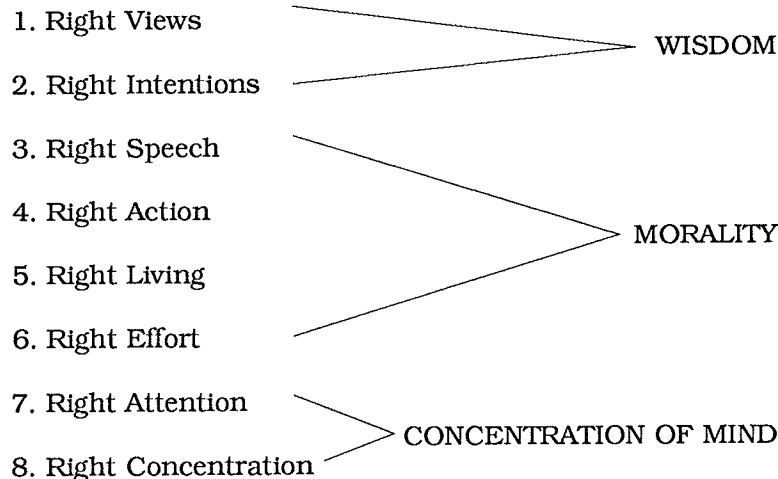 1. Right Views
WISDOM
2. Right Intentions
3. Right Speech
4. Right Action
MORALITY
5. Right Living
6. Right Effort
7. Right Attention
CONCENTRATION OF MIND
8. Right Concentration